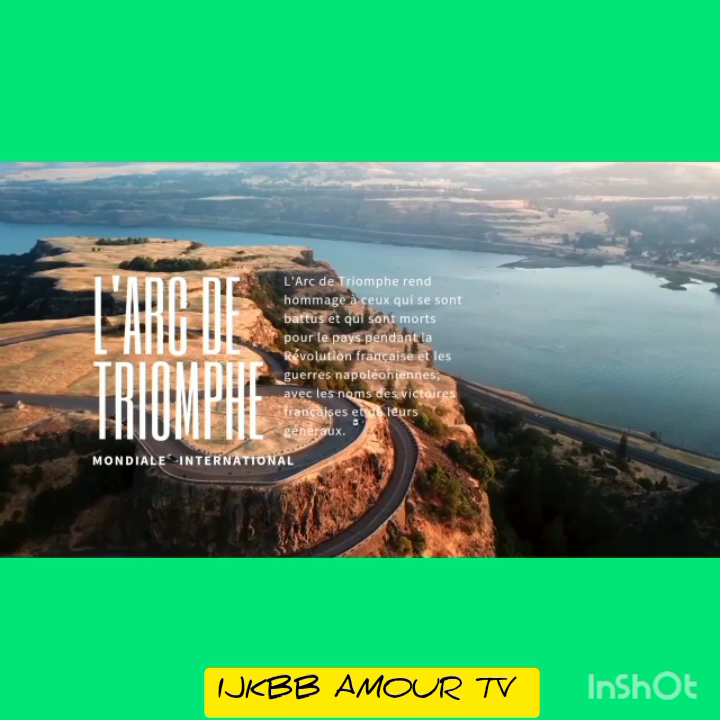 L'ARC DE
TRIOMPHE
MONDIALE INTERNATIONAL
L'Arc de Triomphe rend
hommage à ceux qui se sont
battus et qui sont morts
pour le pays pendant la
Révolution française et les
guerres napoléoniennes,
avec les noms des victoires
françaises et de leurs
généraux.
IJKBB AMOUR TV
InShOt